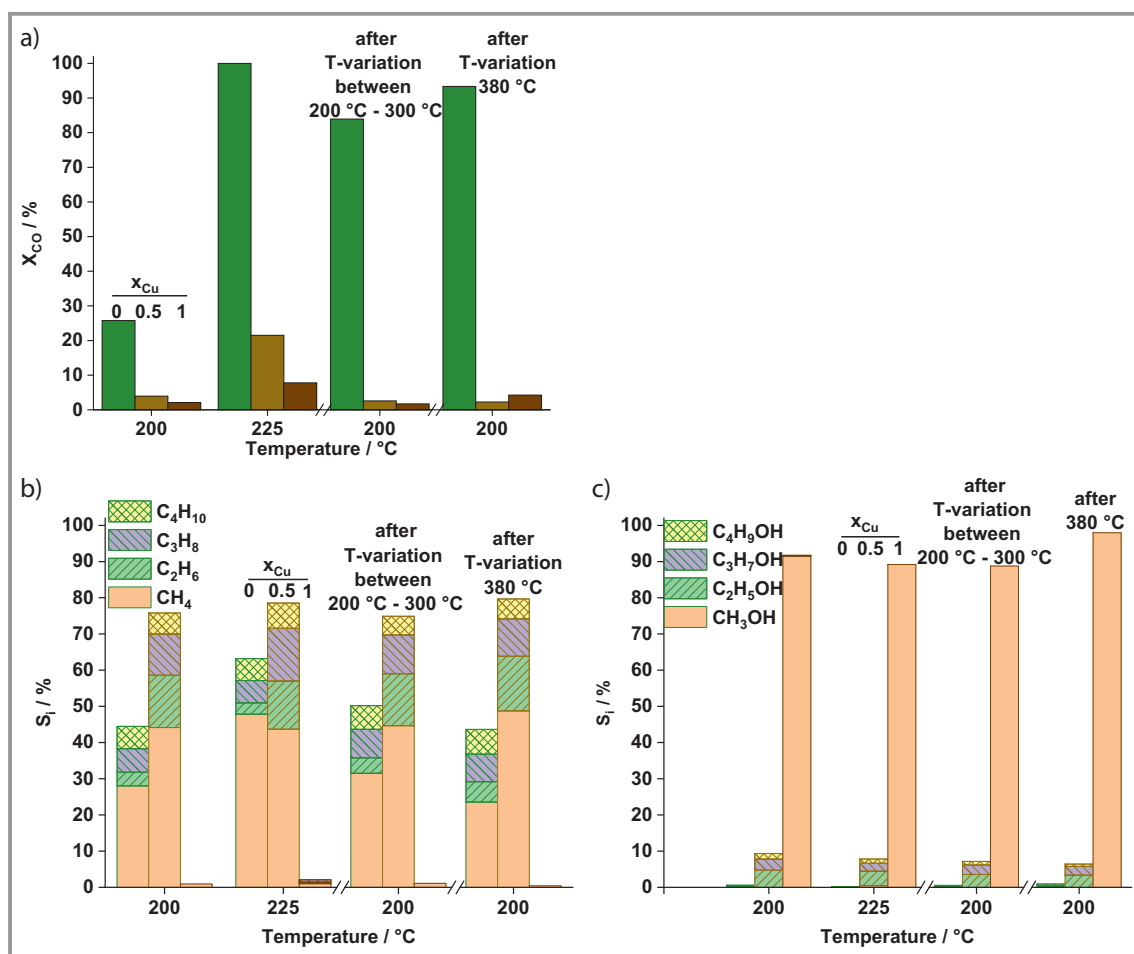 a)
after
T-variation
between
200 °C - 300 °C
after
T-variation
380 °C
100
90
80
70
60
50
40
30
20
10
0
X_CO / %
x_Cu
0 0.5 1
200 225 200 200
Temperature / °C
b)
C₄H₁₀
C₃H₈
C₂H₆
CH₄
x_Cu
0 0.5 1
after
T-variation
between
200 °C - 300 °C
after
T-variation
380 °C
100
90
80
70
60
50
40
30
20
10
0
S_i / %
200 225 200 200
Temperature / °C
c)
C₄H₉OH
C₃H₇OH
C₂H₅OH
CH₃OH
x_Cu
0 0.5 1
after
T-variation
between
200 °C - 300 °C
after
380 °C
100
90
80
70
60
50
40
30
20
10
0
S_i / %
200 225 200 200
Temperature / °C